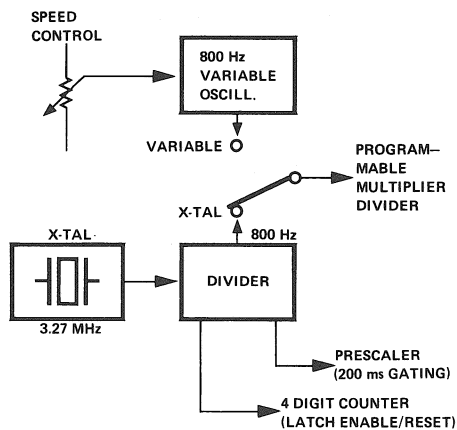 SPEED
CONTROL
800 Hz
VARIABLE
OSCILL.
VARIABLE
PROGRAM–
MABLE
MULTIPLIER
DIVIDER
X-TAL
X-TAL
800 Hz
DIVIDER
3.27 MHz
PRESCALER
(200 ms GATING)
4 DIGIT COUNTER
(LATCH ENABLE/RESET)